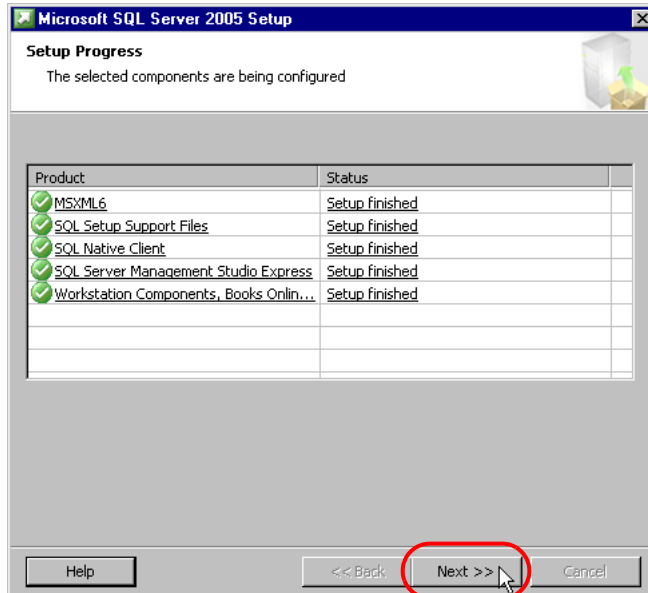 Microsoft SQL Server 2005 Setup
Setup Progress
The selected components are being configured
Product Status
MSXML6 Setup finished
SQL Setup Support Files Setup finished
SQL Native Client Setup finished
SQL Server Management Studio Express Setup finished
Workstation Components, Books Onlin... Setup finished
Help << Back Next >> Cancel